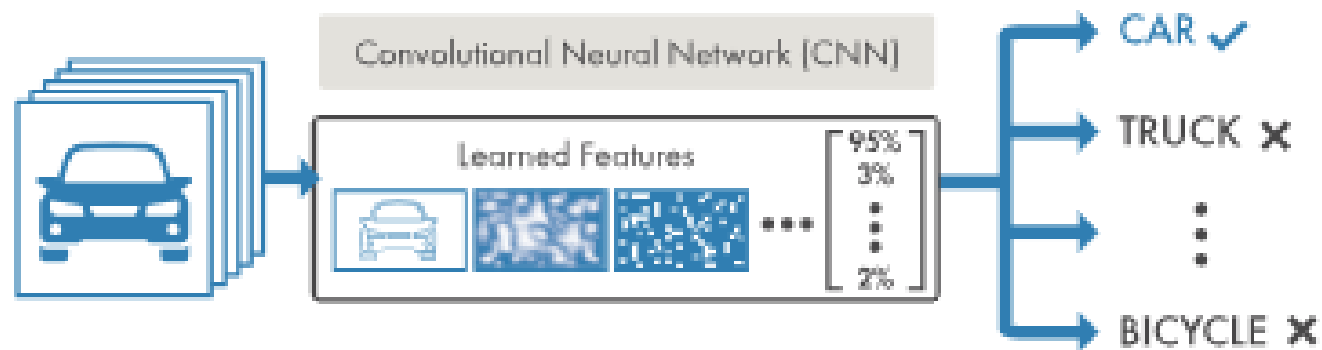 Convolutional Neural Network [CNN]
Learned Features
95%
3%
2%
CAR
TRUCK
BICYCLE